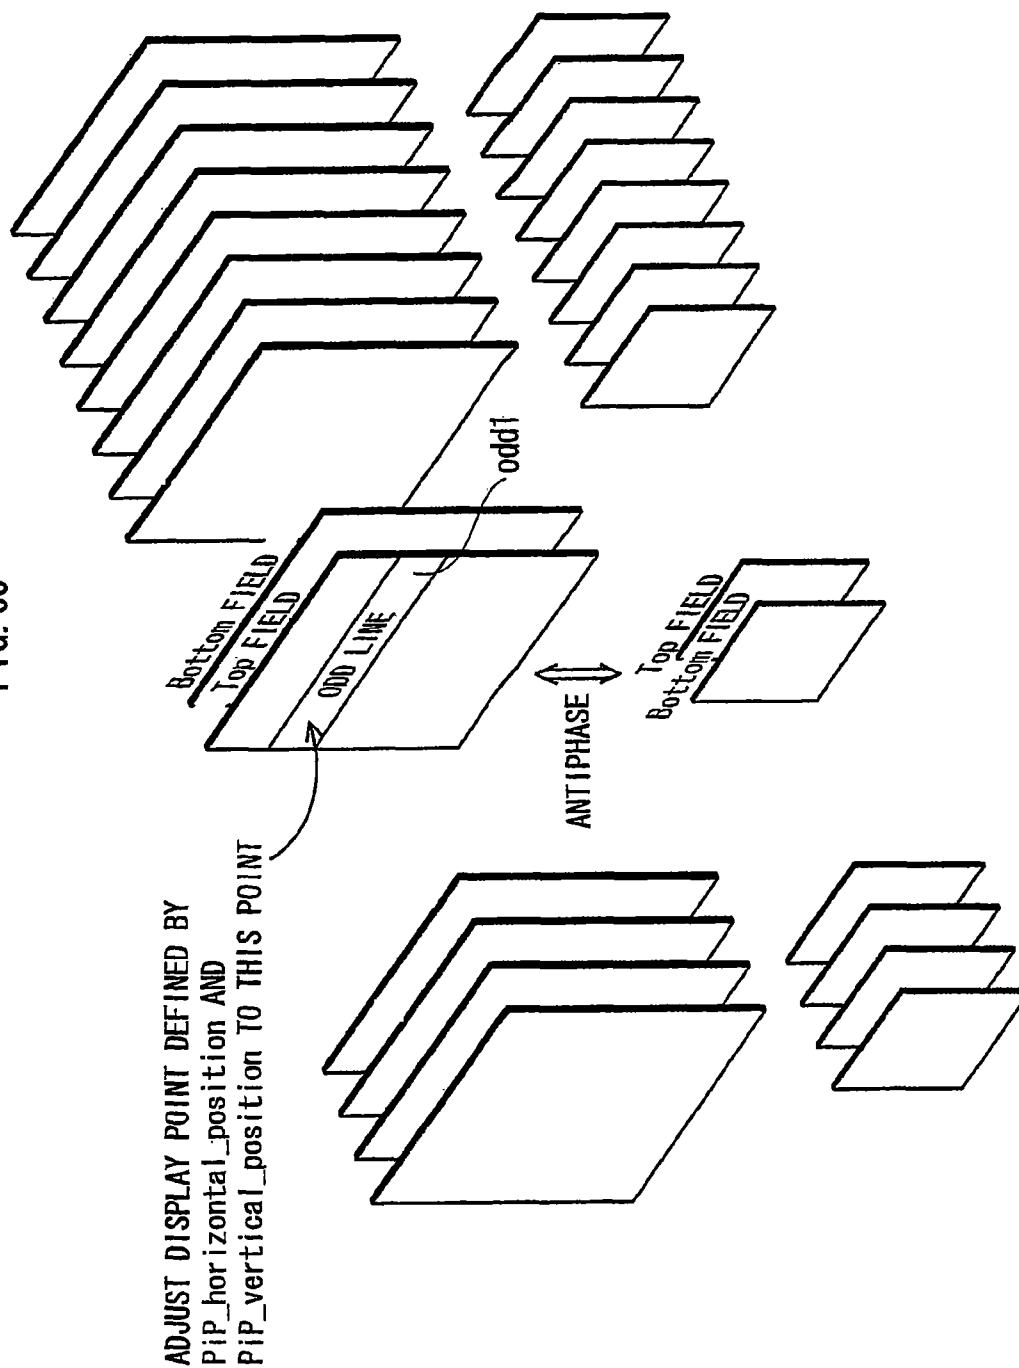 ADJUST DISPLAY POINT DEFINED BY
PiP_horizontal_position AND
PiP_vertical_position TO THIS POINT
Bottom FIELD
Top FIELD
ODD LINE
odd1
ANTIPHASE
Top FIELD
Bottom FIELD